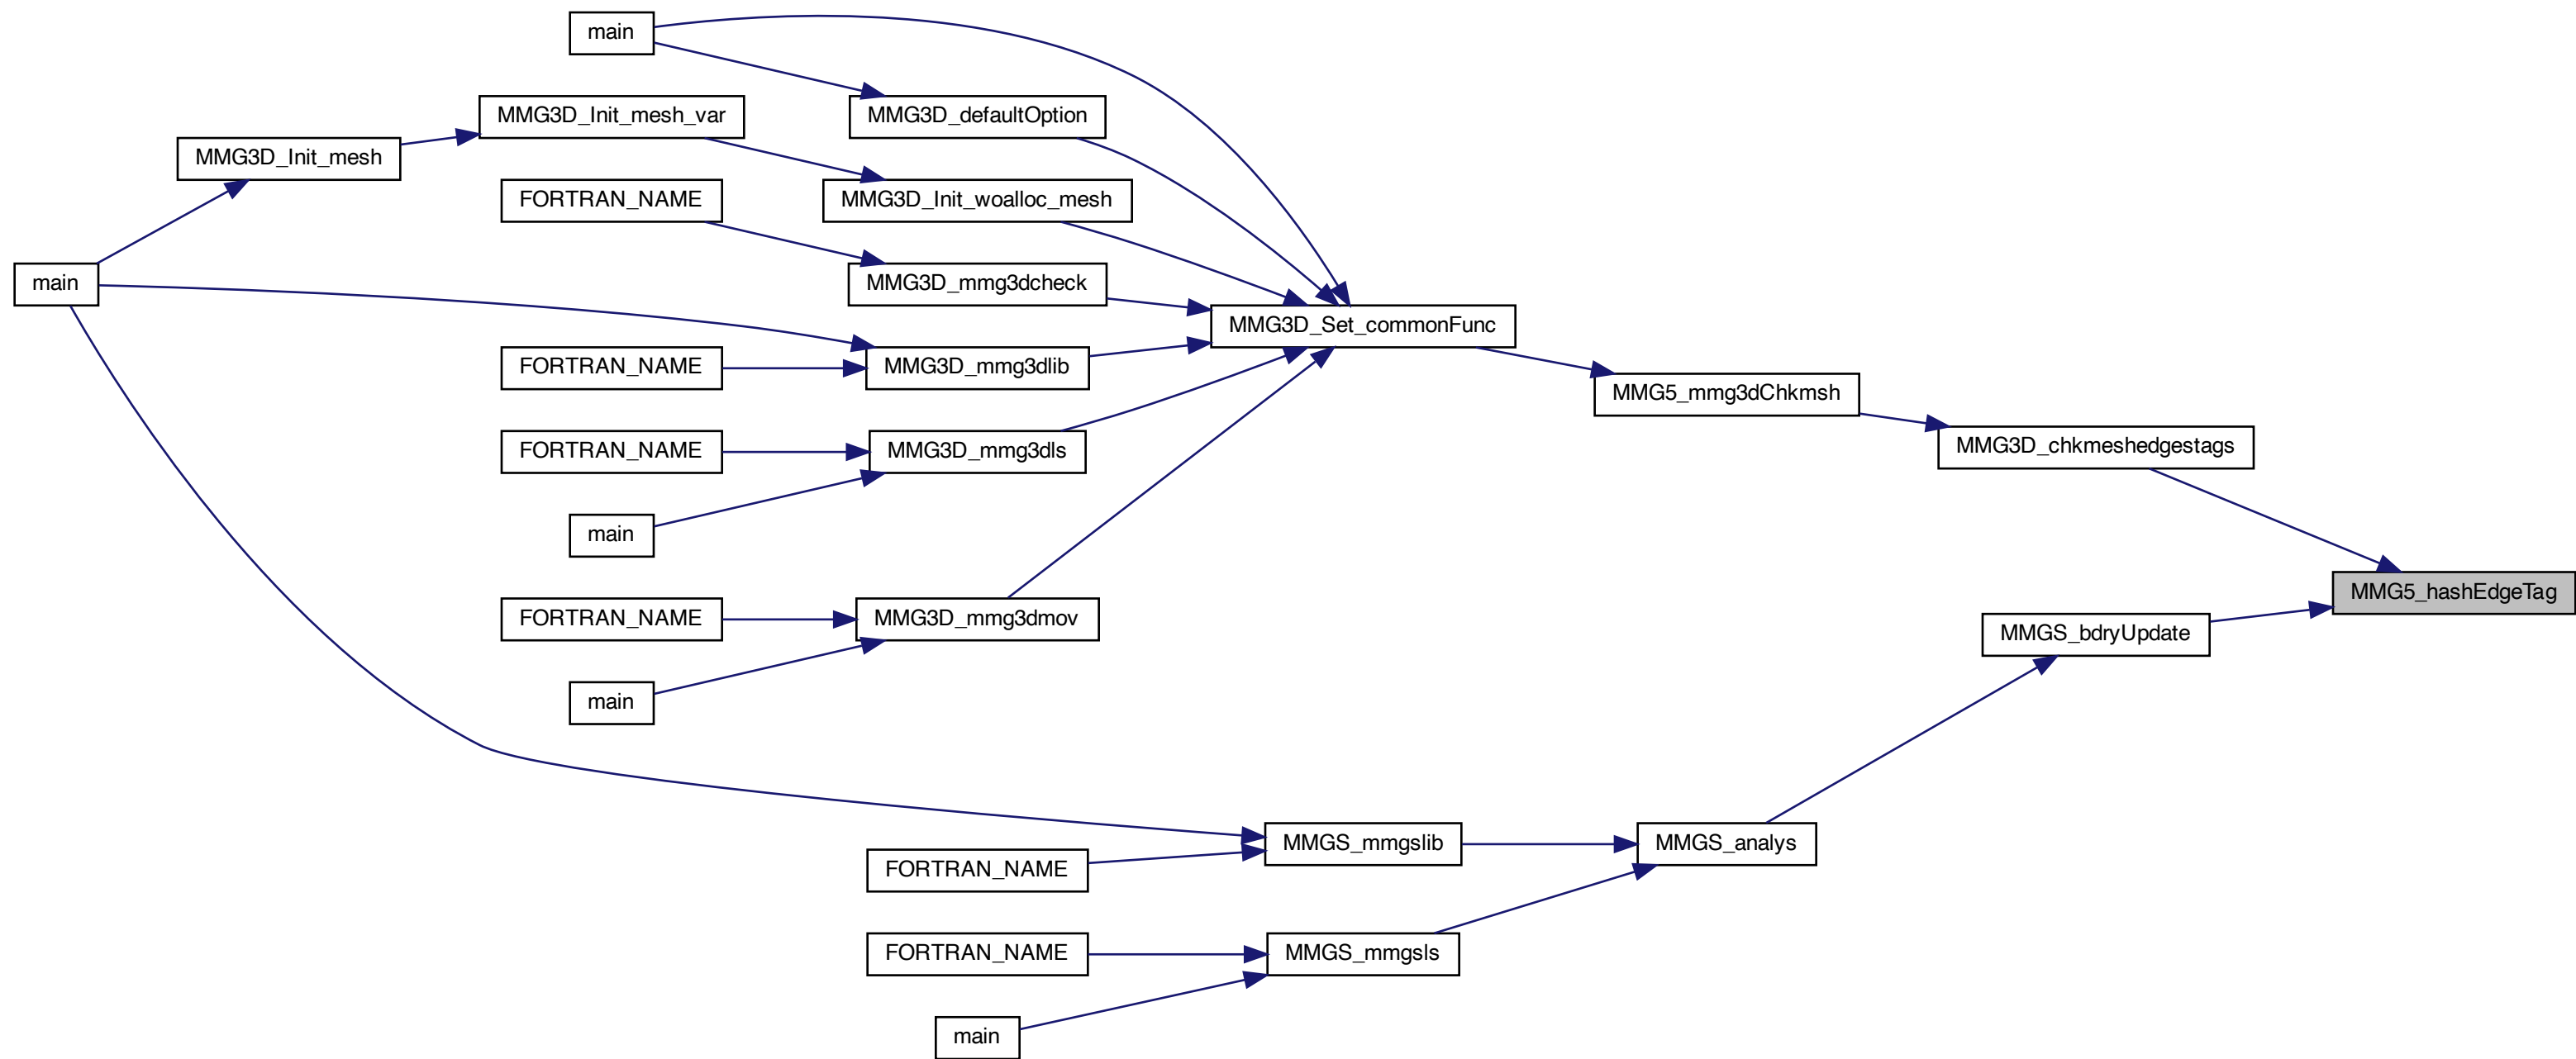 main
MMG3D_defaultOption
MMG3D_Init_mesh_var
MMG3D_Init_mesh
MMG3D_Init_woalloc_mesh
FORTRAN_NAME
main
MMG3D_mmg3dcheck
MMG3D_Set_commonFunc
FORTRAN_NAME
MMG3D_mmg3dlib
MMG5_mmg3dChkmsh
FORTRAN_NAME
MMG3D_mmg3dls
MMG3D_chkmeshedgestags
main
MMG5_hashEdgeTag
FORTRAN_NAME
MMG3D_mmg3dmov
MMGS_bdryUpdate
main
MMGS_mmgslib
MMGS_analys
FORTRAN_NAME
FORTRAN_NAME
MMGS_mmgsls
main